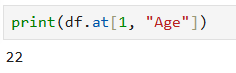 print(df.at[1, "Age"])
22